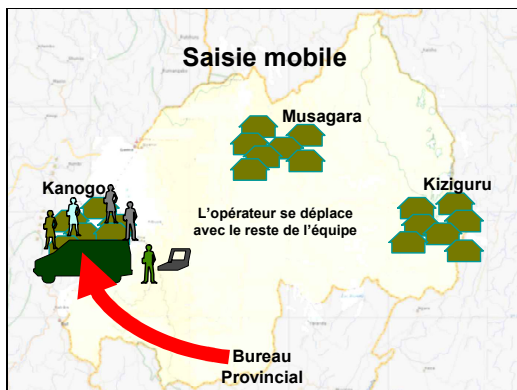 Saisie mobile
Musagara
Kanogo
Kiziguru
L'opérateur se déplace
avec le reste de l'équipe
Bureau
Provincial